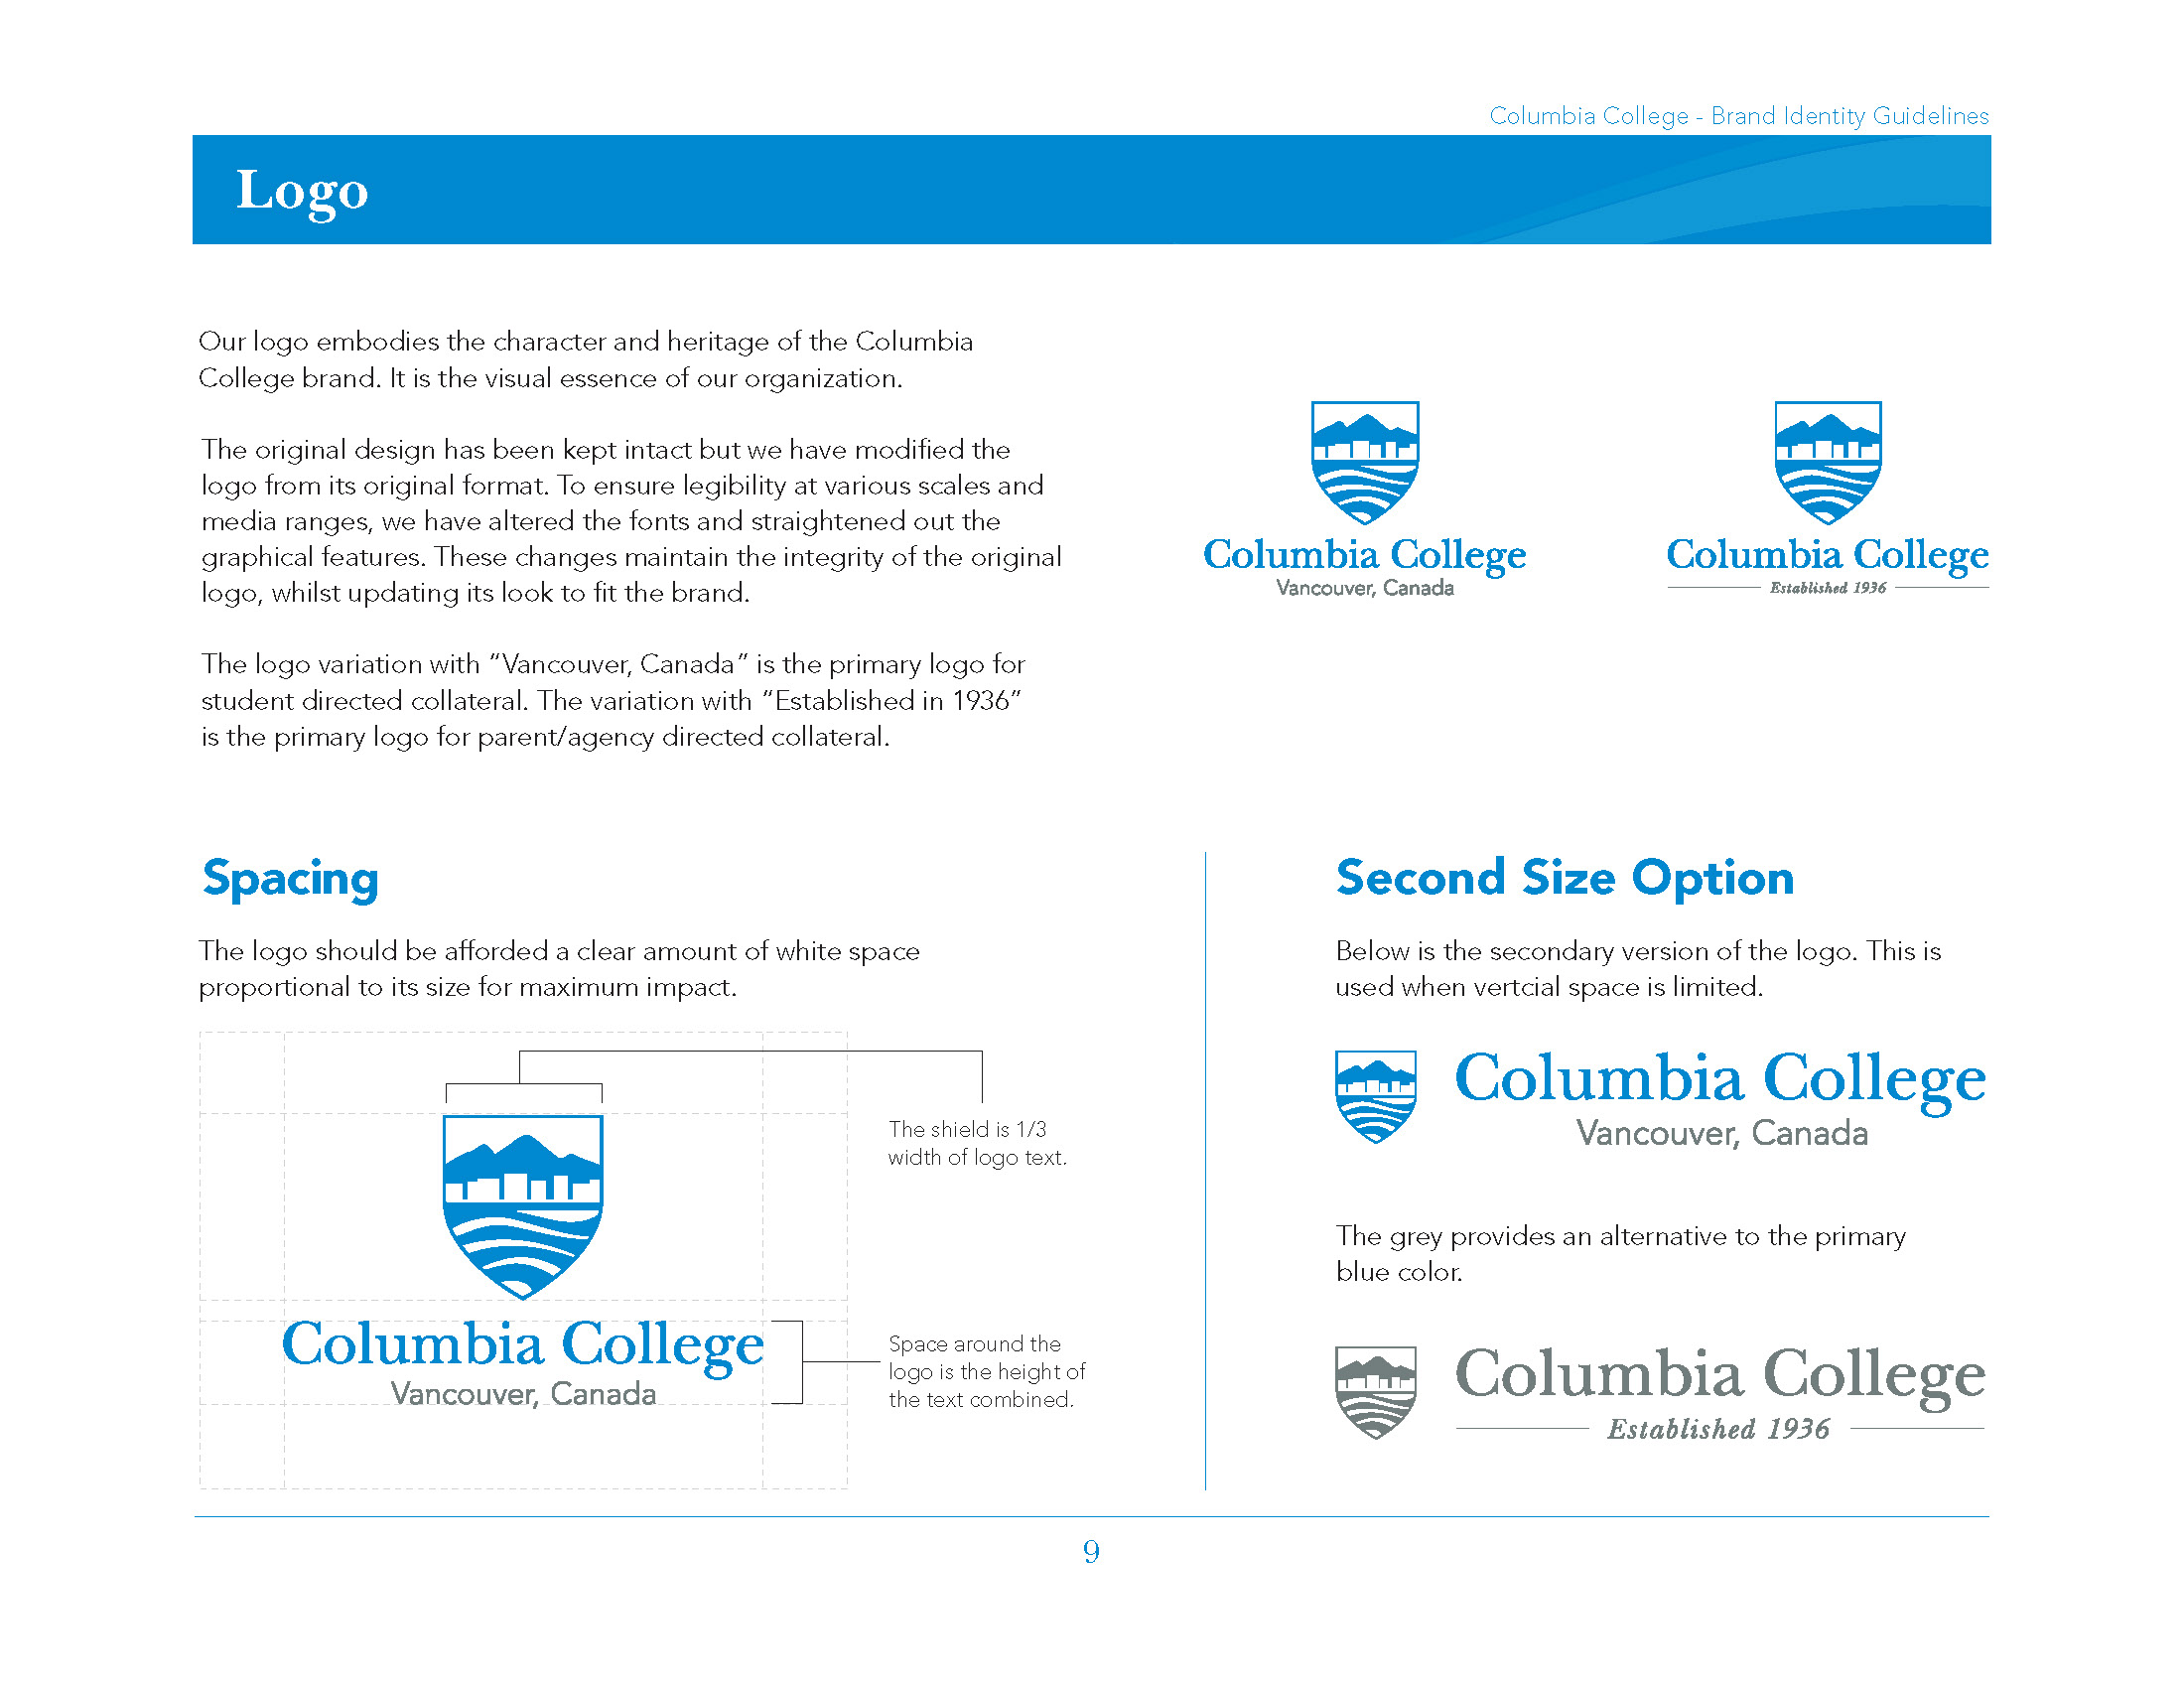 Columbia College - Brand Identity Guidelines
Logo
Our logo embodies the character and heritage of the Columbia
College brand. It is the visual essence of our organization.
The original design has been kept intact but we have modified the
logo from its original format. To ensure legibility at various scales and
media ranges, we have altered the fonts and straightened out the
graphical features. These changes maintain the integrity of the original
logo, whilst updating its look to fit the brand.
The logo variation with “Vancouver, Canada” is the primary logo for
student directed collateral. The variation with “Established in 1936”
is the primary logo for parent/agency directed collateral.
Columbia College
Vancouver, Canada
Columbia College
Established 1936
Spacing
The logo should be afforded a clear amount of white space
proportional to its size for maximum impact.
The shield is 1/3
width of logo text.
Columbia College
Vancouver, Canada
Space around the
logo is the height of
the text combined.
Second Size Option
Below is the secondary version of the logo. This is
used when vertcial space is limited.
Columbia College
Vancouver, Canada
The grey provides an alternative to the primary
blue color.
Columbia College
Established 1936
9